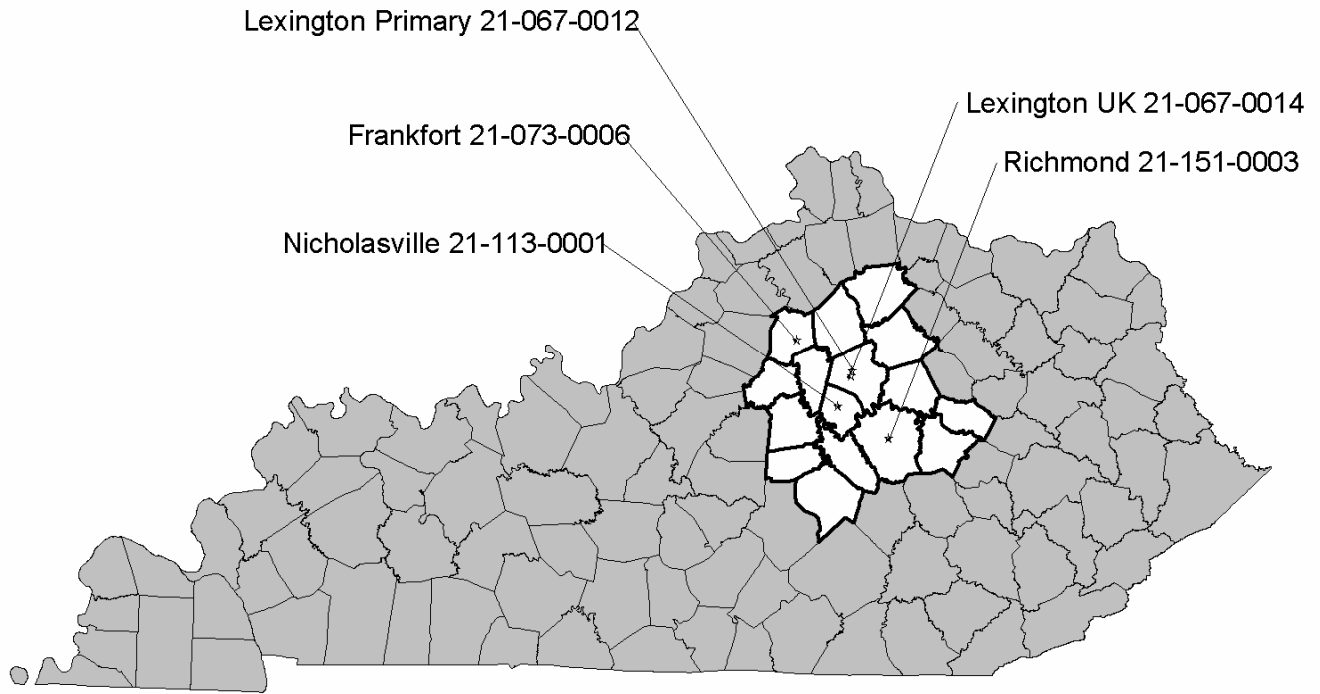 Lexington Primary 21-067-0012
Lexington UK 21-067-0014
Frankfort 21-073-0006
Richmond 21-151-0003
Nicholasville 21-113-0001